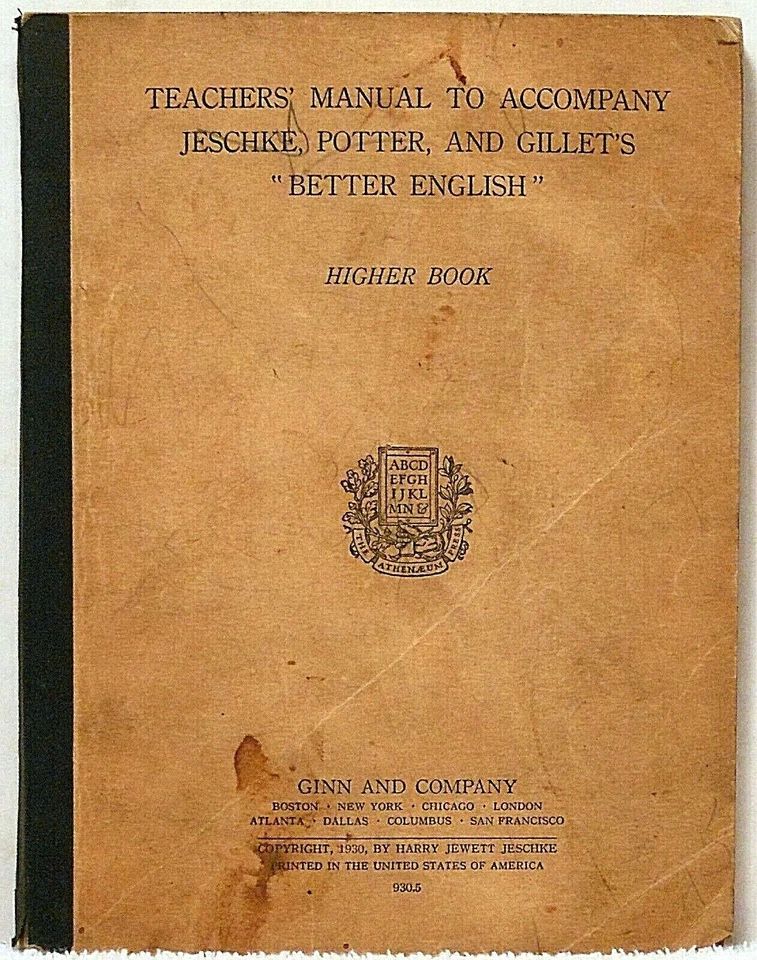 TEACHERS' MANUAL TO ACCOMPANY
JESCHKE, POTTER, AND GILLET'S
"BETTER ENGLISH"
HIGHER BOOK
ABCD
EFGH
IJKL
MN &
THE ATHENÆUM PRESS
GINN AND COMPANY
BOSTON · NEW YORK · CHICAGO · LONDON
ATLANTA · DALLAS · COLUMBUS · SAN FRANCISCO
COPYRIGHT, 1930, BY HARRY JEWETT JESCHKE
PRINTED IN THE UNITED STATES OF AMERICA
930.5